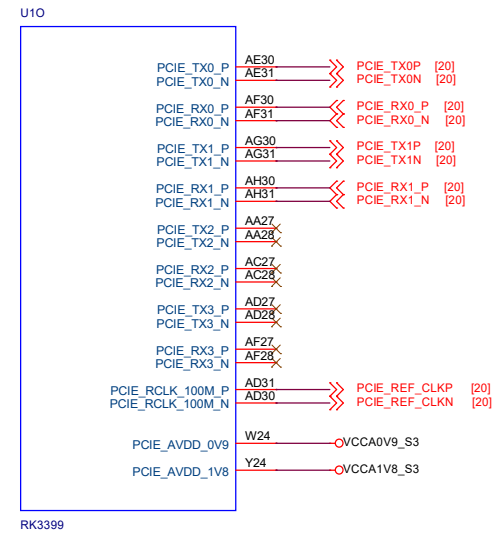 U1O
PCIE_TX0_P AE30 PCIE_TX0P [20]
PCIE_TX0_N AE31 PCIE_TX0N [20]
PCIE_RX0_P AF30 PCIE_RX0_P [20]
PCIE_RX0_N AF31 PCIE_RX0_N [20]
PCIE_TX1_P AG30 PCIE_TX1P [20]
PCIE_TX1_N AG31 PCIE_TX1N [20]
PCIE_RX1_P AH30 PCIE_RX1_P [20]
PCIE_RX1_N AH31 PCIE_RX1_N [20]
PCIE_TX2_P AA27
PCIE_TX2_N AA28
PCIE_RX2_P AC27
PCIE_RX2_N AC28
PCIE_TX3_P AD27
PCIE_TX3_N AD28
PCIE_RX3_P AF27
PCIE_RX3_N AF28
PCIE_RCLK_100M_P AD31 PCIE_REF_CLKP [20]
PCIE_RCLK_100M_N AD30 PCIE_REF_CLKN [20]
PCIE_AVDD_0V9 W24 VCCA0V9_S3
PCIE_AVDD_1V8 Y24 VCCA1V8_S3
RK3399